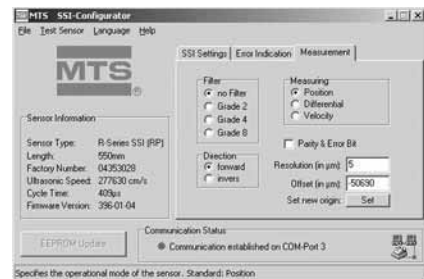 MTS SSI-Configurator
File Test Sensor Language Help
MTS
®
Sensor Information
Sensor Type: R-Series SSI (RP)
Length: 550mm
Factory Number: 04353028
Ultrasonic Speed: 277630 cm/s
Cycle Time: 409µs
Firmware Version: 396-01-04
EEPROM Update
SSI Settings Error Indication Measurement
Filter
no Filter
Grade 2
Grade 4
Grade 8
Measuring
Position
Differential
Velocity
Direction
forward
invers
Parity & Error Bit
Resolution (in µm): 5
Offset (in µm): -50690
Set new origin: Set
Communication Status
Communication established on COM-Port 3
Specifies the operational mode of the sensor. Standard: Position